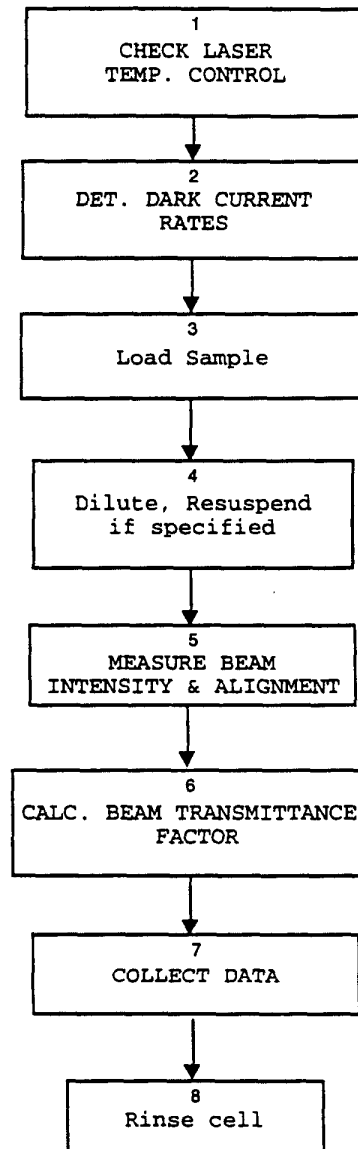 1
CHECK LASER
TEMP. CONTROL
2
DET. DARK CURRENT
RATES
3
Load Sample
4
Dilute, Resuspend
if specified
5
MEASURE BEAM
INTENSITY & ALIGNMENT
6
CALC. BEAM TRANSMITTANCE
FACTOR
7
COLLECT DATA
8
Rinse cell